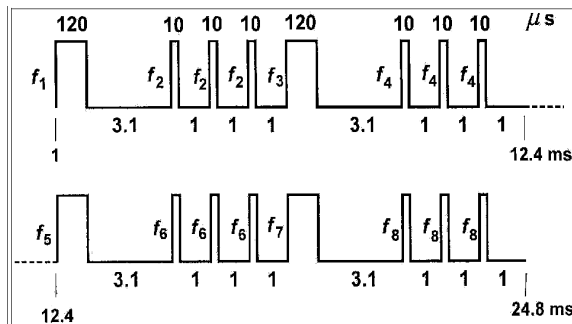 120 10 10 10 120 10 10 10 μs
f1 f2 f2 f2 f3 f4 f4 f4
3.1 1 1 1 3.1 1 1 1
1 12.4 ms
f5 f6 f6 f6 f7 f8 f8 f8
3.1 1 1 1 3.1 1 1 1
12.4 24.8 ms